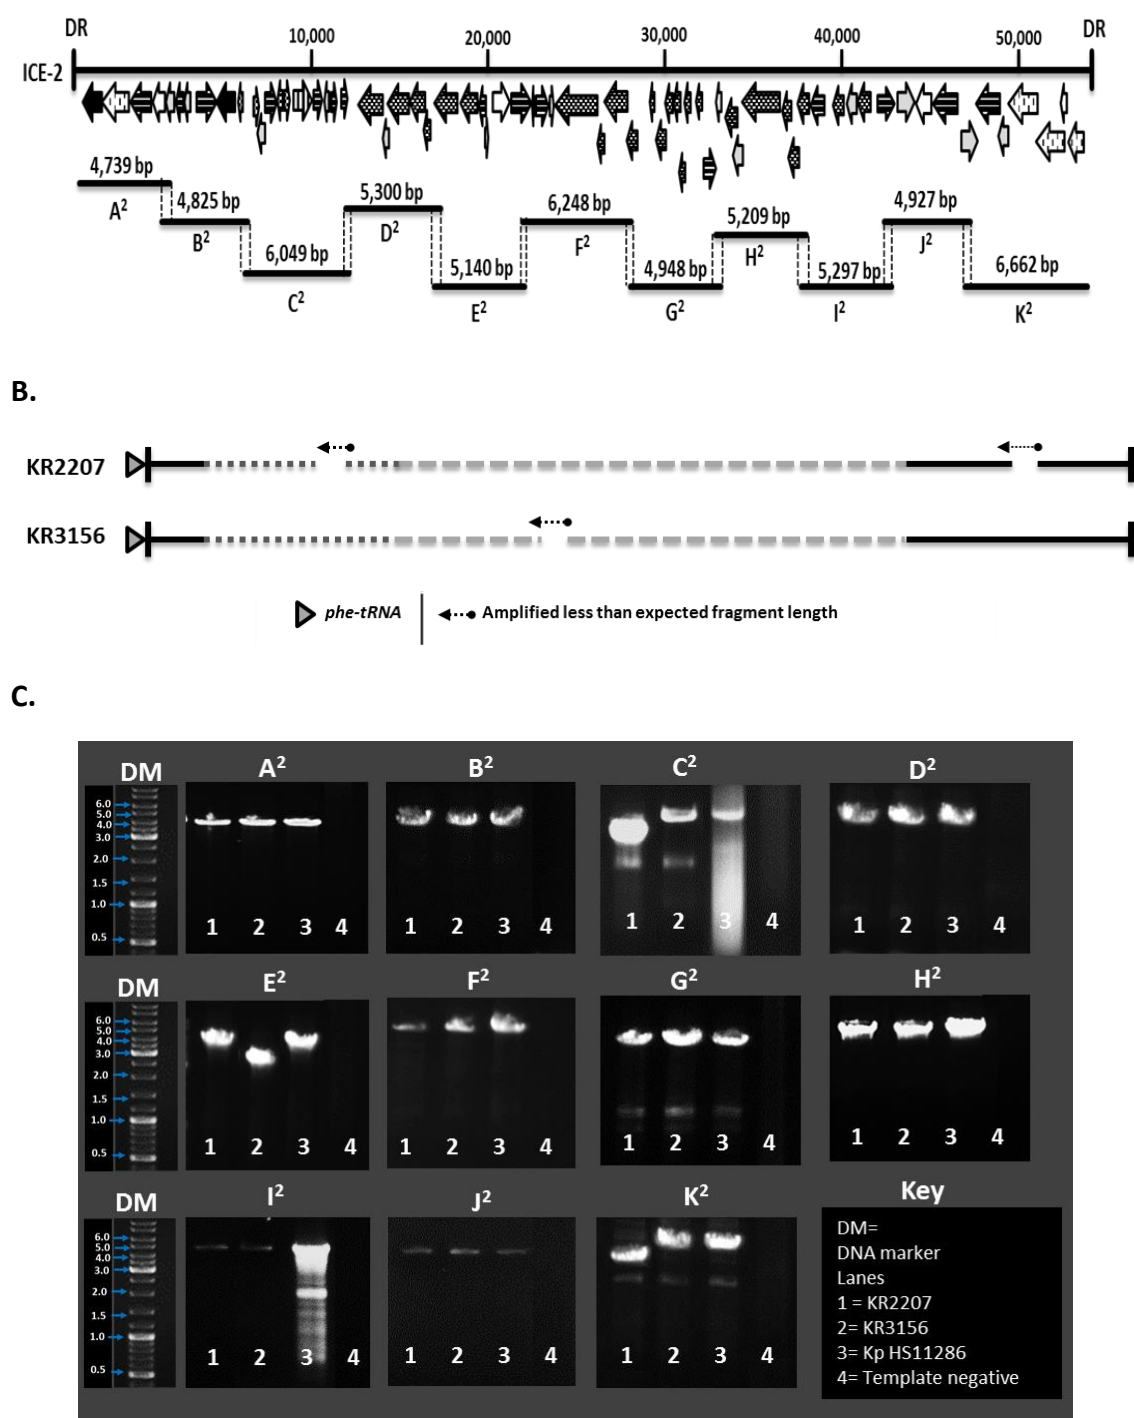 DR 10,000 20,000 30,000 40,000 50,000 DR
ICE-2
4,739 bp
A²
4,825 bp
B²
6,049 bp
C²
5,300 bp
D²
5,140 bp
E²
6,248 bp
F²
4,948 bp
G²
5,209 bp
H²
5,297 bp
I²
4,927 bp
J²
6,662 bp
K²
B.
KR2207
KR3156
phe-tRNA
Amplified less than expected fragment length
C.
DM A² B² C² D²
6.0
5.0
4.0
3.0
2.0
1.5
1.0
0.5
1 2 3 4
1 2 3 4
1 2 3 4
1 2 3 4
DM E² F² G² H²
6.0
5.0
4.0
3.0
2.0
1.5
1.0
0.5
1 2 3 4
1 2 3 4
1 2 3 4
1 2 3 4
DM I² J² K²
6.0
5.0
4.0
3.0
2.0
1.5
1.0
0.5
1 2 3 4
1 2 3 4
1 2 3 4
Key
DM=
DNA marker
Lanes
1 = KR2207
2= KR3156
3= Kp HS11286
4= Template negative